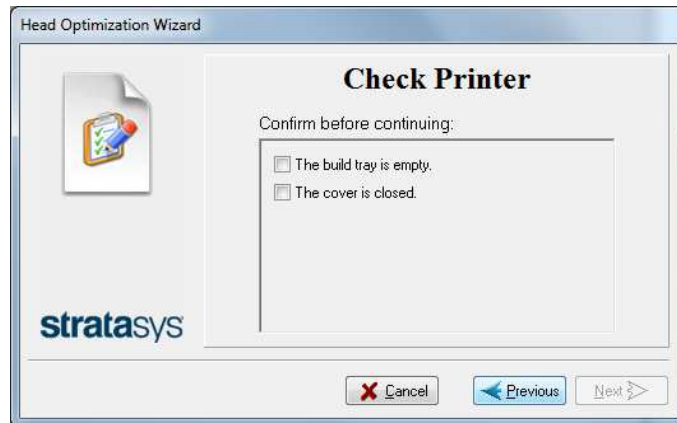 Head Optimization Wizard
Check Printer
Confirm before continuing:
The build tray is empty.
The cover is closed.
stratasys
Cancel
Previous
Next